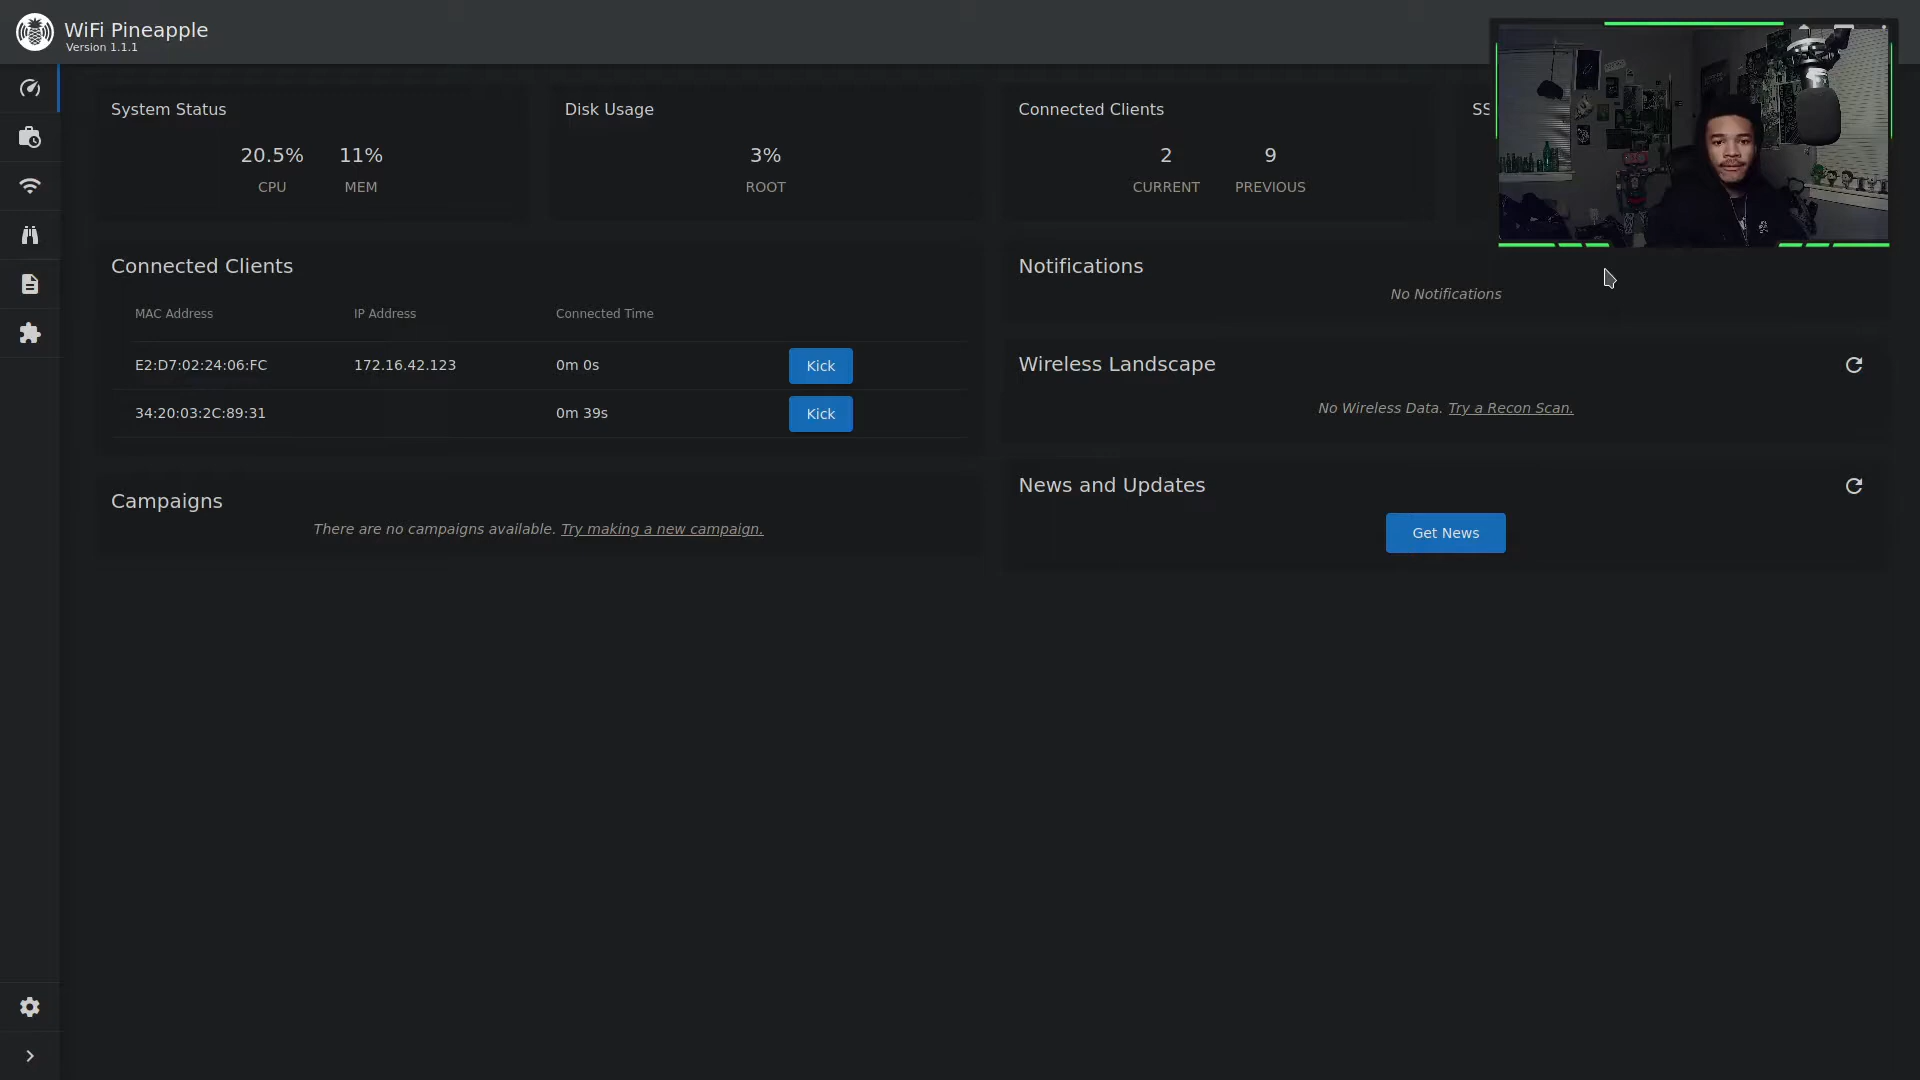 WiFi Pineapple
Version 1.1.1
System Status
20.5% 11%
CPU MEM
Disk Usage
3%
ROOT
Connected Clients
2 9
CURRENT PREVIOUS
SS
Connected Clients
MAC Address IP Address Connected Time
E2:D7:02:24:06:FC 172.16.42.123 0m 0s Kick
34:20:03:2C:89:31 0m 39s Kick
Campaigns
There are no campaigns available. Try making a new campaign.
Notifications
No Notifications
Wireless Landscape
No Wireless Data. Try a Recon Scan.
News and Updates
Get News